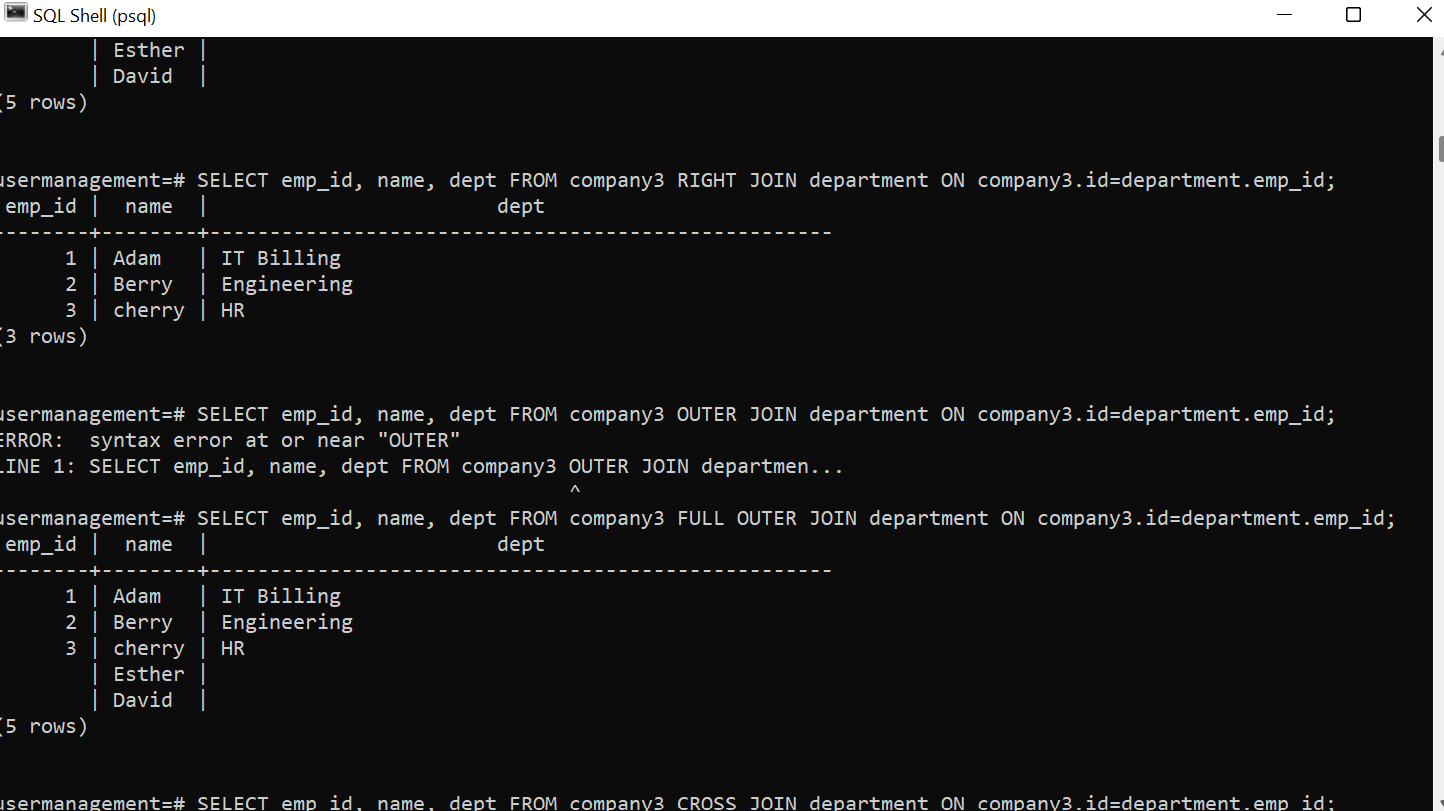 SQL Shell (psql)
| Esther |
| David |
(5 rows)
usermanagement=# SELECT emp_id, name, dept FROM company3 RIGHT JOIN department ON company3.id=department.emp_id;
emp_id | name | dept
--------+--------+----------------------------------------------------
1 | Adam | IT Billing
2 | Berry | Engineering
3 | cherry | HR
(3 rows)
usermanagement=# SELECT emp_id, name, dept FROM company3 OUTER JOIN department ON company3.id=department.emp_id;
ERROR:  syntax error at or near "OUTER"
LINE 1: SELECT emp_id, name, dept FROM company3 OUTER JOIN departmen...
^
usermanagement=# SELECT emp_id, name, dept FROM company3 FULL OUTER JOIN department ON company3.id=department.emp_id;
emp_id | name | dept
--------+--------+----------------------------------------------------
1 | Adam | IT Billing
2 | Berry | Engineering
3 | cherry | HR
| Esther |
| David |
(5 rows)
usermanagement=# SELECT emp_id, name, dept FROM company3 CROSS JOIN department ON company3.id=department.emp_id;